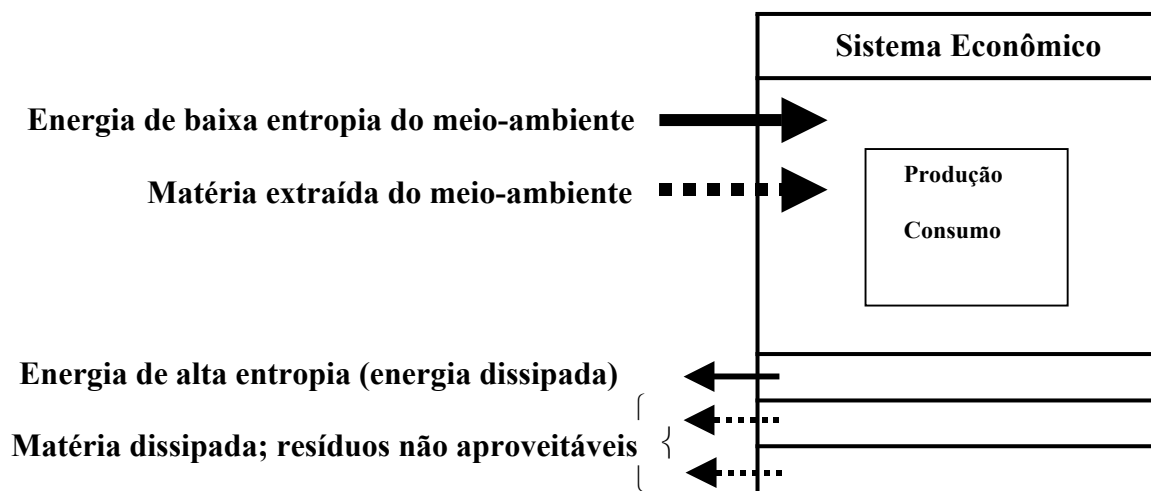 Sistema Econômico
Energia de baixa entropia do meio-ambiente
Matéria extraída do meio-ambiente
Produção
Consumo
Energia de alta entropia (energia dissipada)
Matéria dissipada; resíduos não aproveitáveis